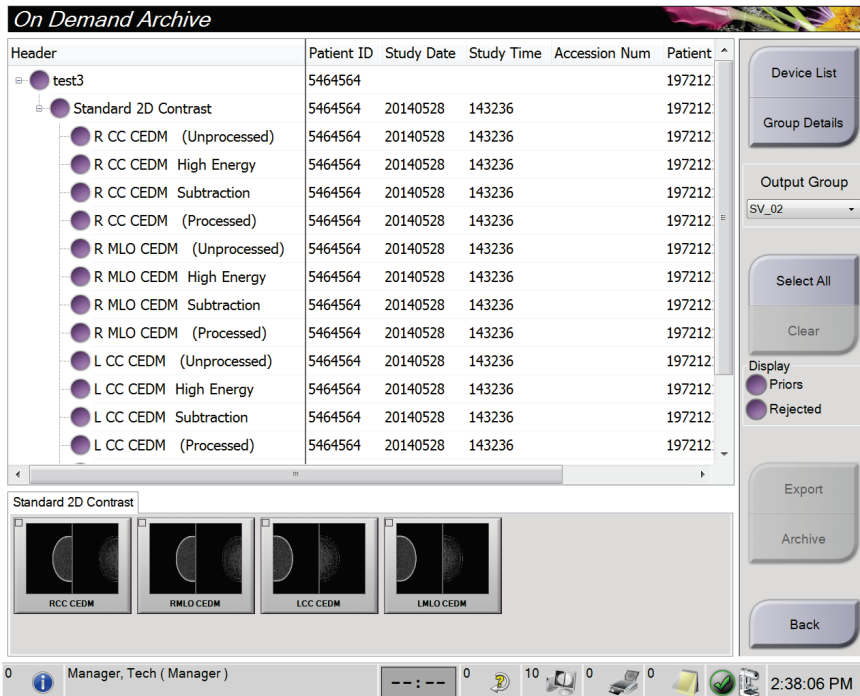 On Demand Archive
Header Patient ID Study Date Study Time Accession Num Patient
test3 5464564 197212
Standard 2D Contrast 5464564 20140528 143236 197212
R CC CEDM (Unprocessed) 5464564 20140528 143236 197212
R CC CEDM High Energy 5464564 20140528 143236 197212
R CC CEDM Subtraction 5464564 20140528 143236 197212
R CC CEDM (Processed) 5464564 20140528 143236 197212
R MLO CEDM (Unprocessed) 5464564 20140528 143236 197212
R MLO CEDM High Energy 5464564 20140528 143236 197212
R MLO CEDM Subtraction 5464564 20140528 143236 197212
R MLO CEDM (Processed) 5464564 20140528 143236 197212
L CC CEDM (Unprocessed) 5464564 20140528 143236 197212
L CC CEDM High Energy 5464564 20140528 143236 197212
L CC CEDM Subtraction 5464564 20140528 143236 197212
L CC CEDM (Processed) 5464564 20140528 143236 197212
Device List
Group Details
Output Group
SV_02
Select All
Clear
Display
Priors
Rejected
Export
Archive
Back
Standard 2D Contrast
RCC CEDM RMLO CEDM LCC CEDM LMLO CEDM
0 Manager, Tech ( Manager ) --:-- 0 10 0 0 2:38:06 PM